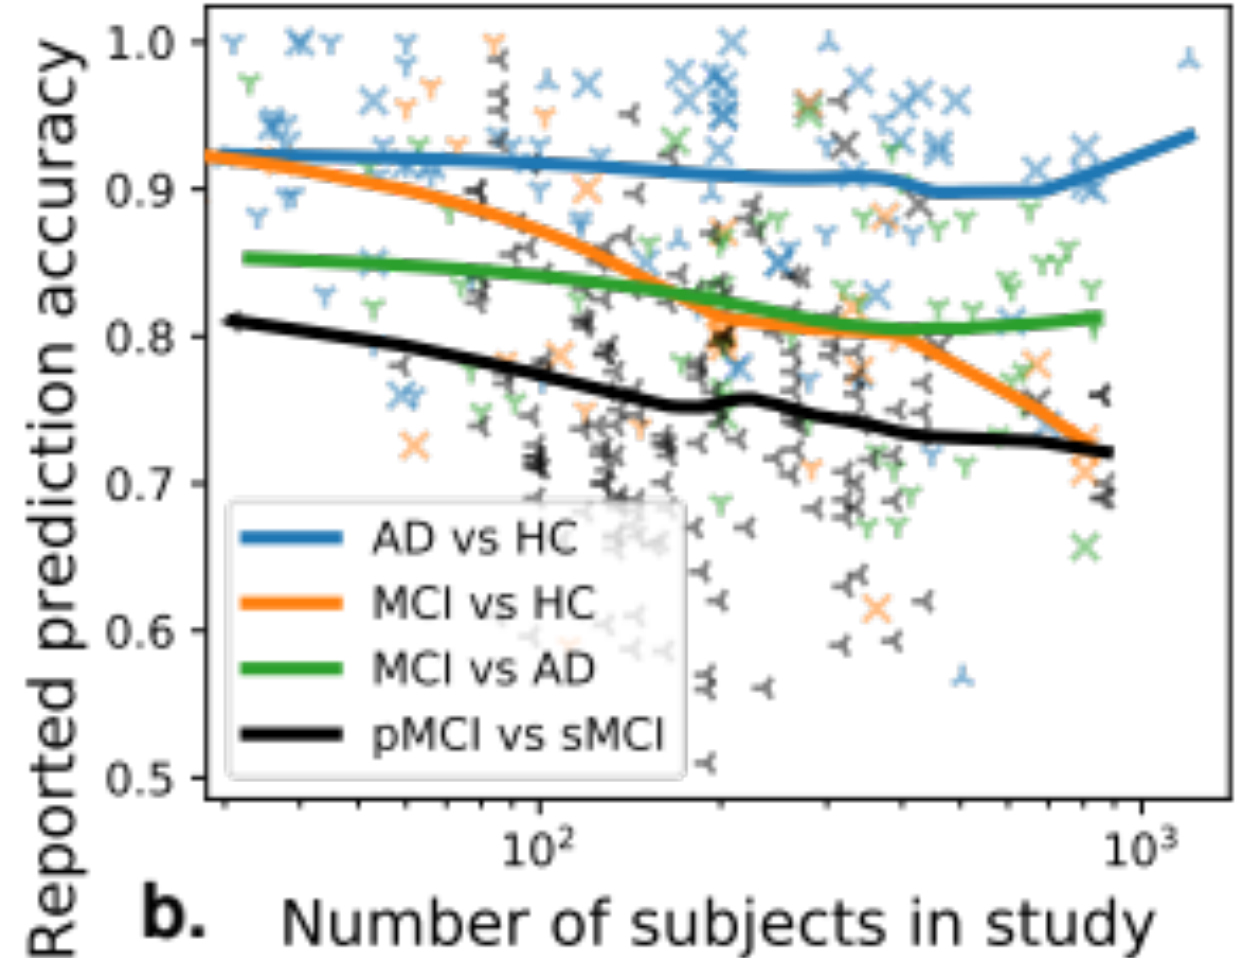 Reported prediction accuracy
1.0
0.9
0.8
0.7
0.6
0.5
AD vs HC
MCI vs HC
MCI vs AD
pMCI vs sMCI
10²
10³
b.
Number of subjects in study